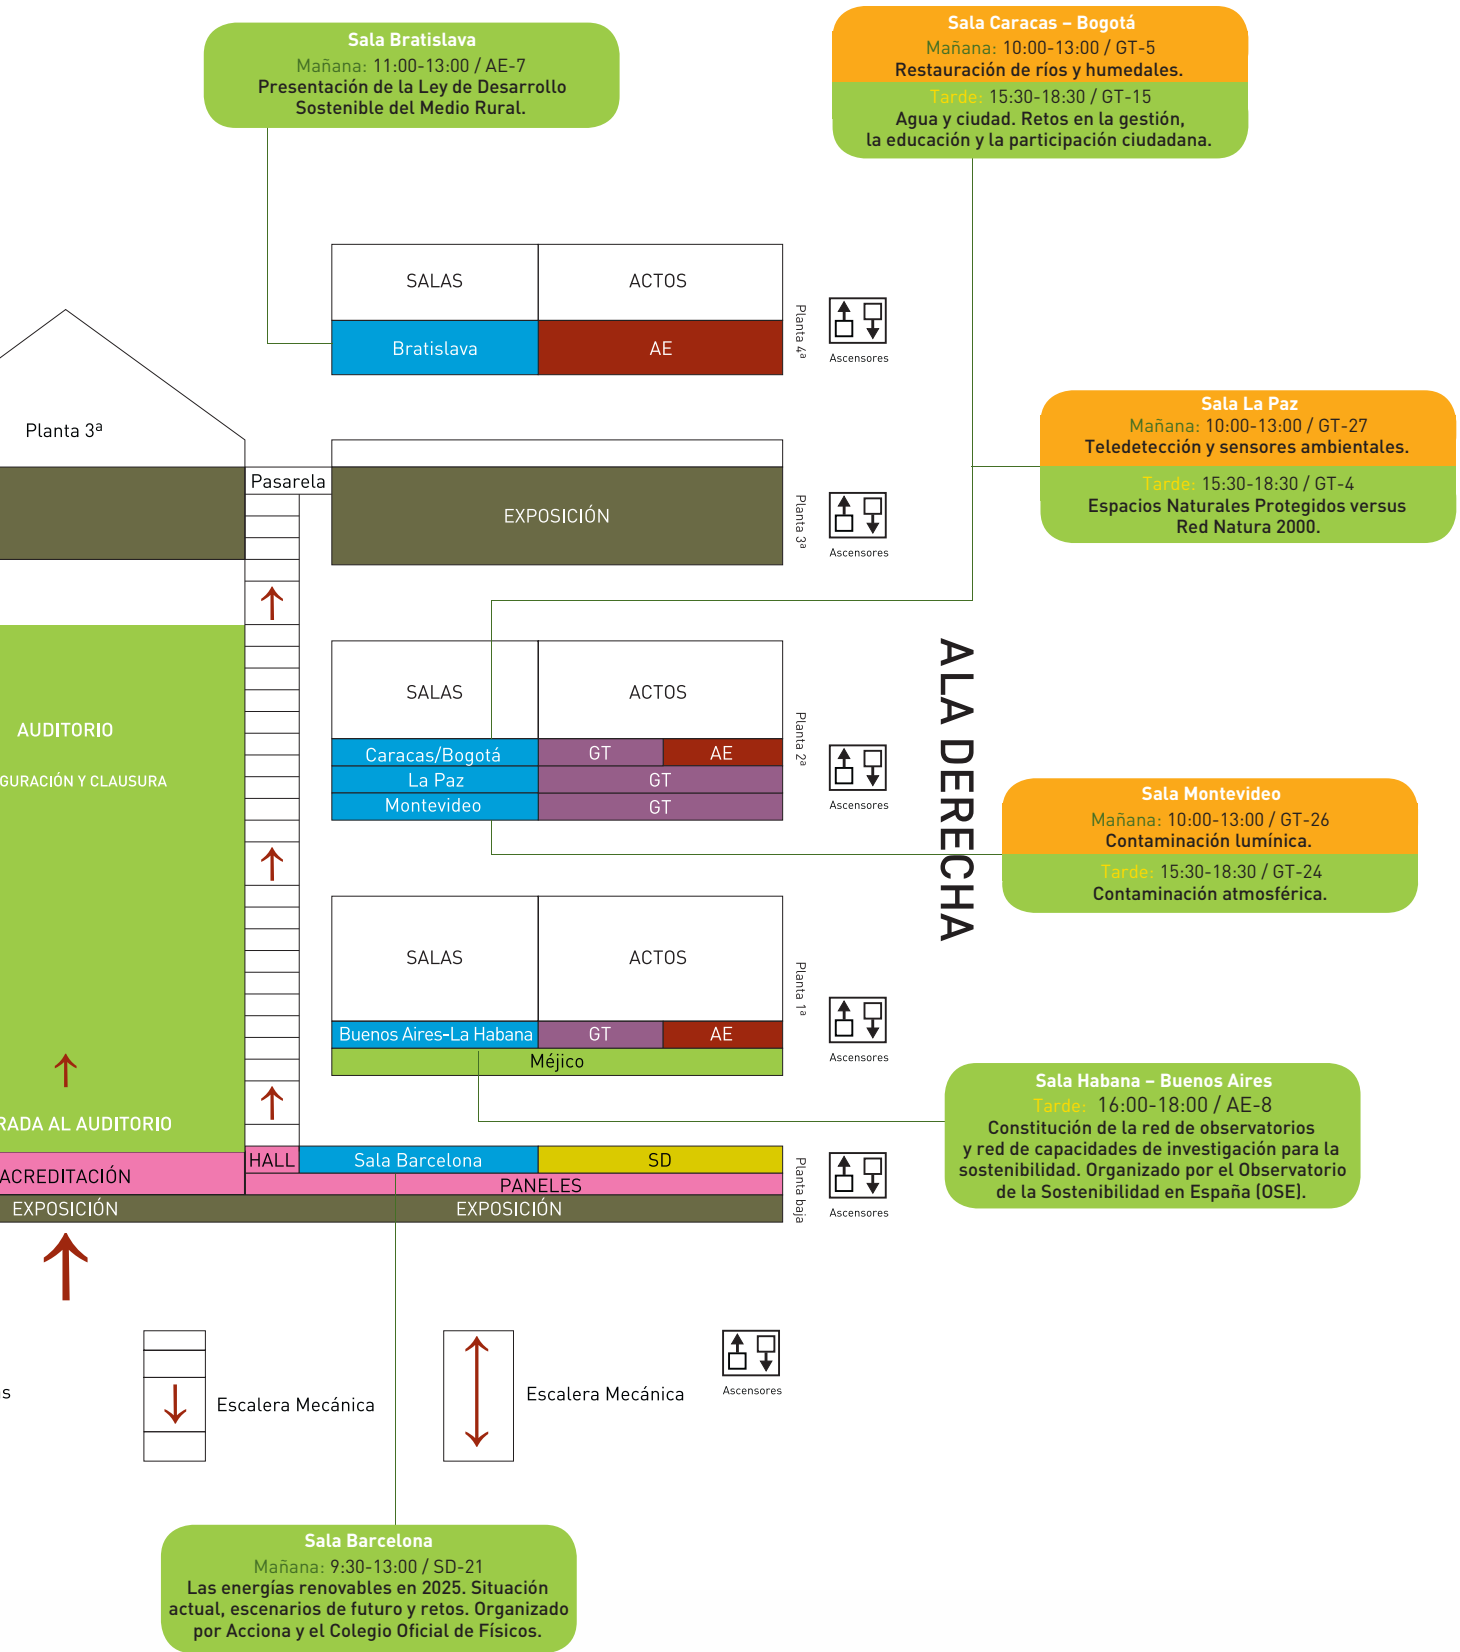 Sala Bratislava
Mañana: 11:00-13:00 / AE-7
Presentación de la Ley de Desarrollo
Sostenible del Medio Rural.
Sala Caracas – Bogotá
Mañana: 10:00-13:00 / GT-5
Restauración de ríos y humedales.
Tarde: 15:30-18:30 / GT-15
Agua y ciudad. Retos en la gestión,
la educación y la participación ciudadana.
SALAS
ACTOS
Bratislava
AE
Planta 4ª
Ascensores
Sala La Paz
Mañana: 10:00-13:00 / GT-27
Teledetección y sensores ambientales.
Tarde: 15:30-18:30 / GT-4
Espacios Naturales Protegidos versus
Red Natura 2000.
Planta 3ª
Pasarela
EXPOSICIÓN
Planta 3ª
Ascensores
ALA DERECHA
SALAS
ACTOS
Caracas/Bogotá
GT
AE
La Paz
GT
Montevideo
GT
Planta 2ª
Ascensores
AUDITORIO
GURACIÓN Y CLAUSURA
Sala Montevideo
Mañana: 10:00-13:00 / GT-26
Contaminación lumínica.
Tarde: 15:30-18:30 / GT-24
Contaminación atmosférica.
SALAS
ACTOS
Buenos Aires-La Habana
GT
AE
Méjico
Planta 1ª
Ascensores
Sala Habana – Buenos Aires
Tarde: 16:00-18:00 / AE-8
Constitución de la red de observatorios
y red de capacidades de investigación para la
sostenibilidad. Organizado por el Observatorio
de la Sostenibilidad en España (OSE).
RADA AL AUDITORIO
ACREDITACIÓN
HALL
Sala Barcelona
SD
PANELES
EXPOSICIÓN
EXPOSICIÓN
Planta baja
Ascensores
as
Escalera Mecánica
Escalera Mecánica
Ascensores
Sala Barcelona
Mañana: 9:30-13:00 / SD-21
Las energías renovables en 2025. Situación
actual, escenarios de futuro y retos. Organizado
por Acciona y el Colegio Oficial de Físicos.